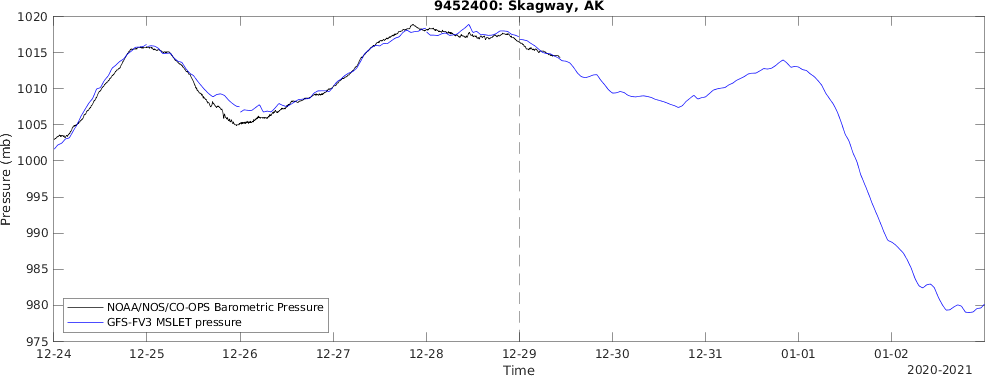 9452400: Skagway, AK
1020
1015
1010
1005
1000
995
990
985
980
975
Pressure (mb)
NOAA/NOS/CO-OPS Barometric Pressure
GFS-FV3 MSLET pressure
12-24 12-25 12-26 12-27 12-28 12-29 12-30 12-31 01-01 01-02
Time
2020-2021